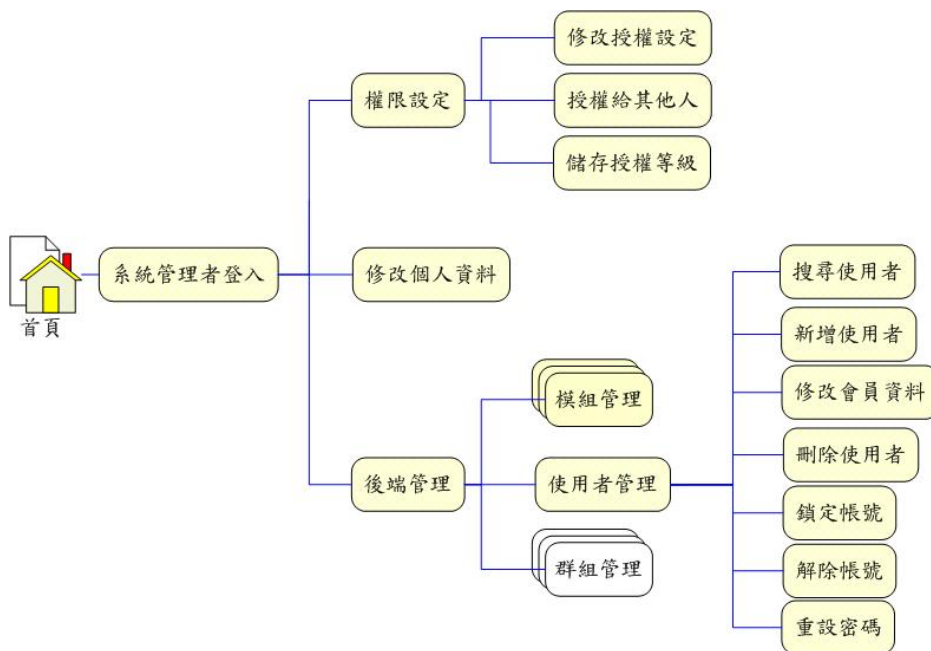 首頁
系統管理者登入
權限設定
修改授權設定
授權給其他人
儲存授權等級
修改個人資料
後端管理
模組管理
使用者管理
群組管理
搜尋使用者
新增使用者
修改會員資料
刪除使用者
鎖定帳號
解除帳號
重設密碼